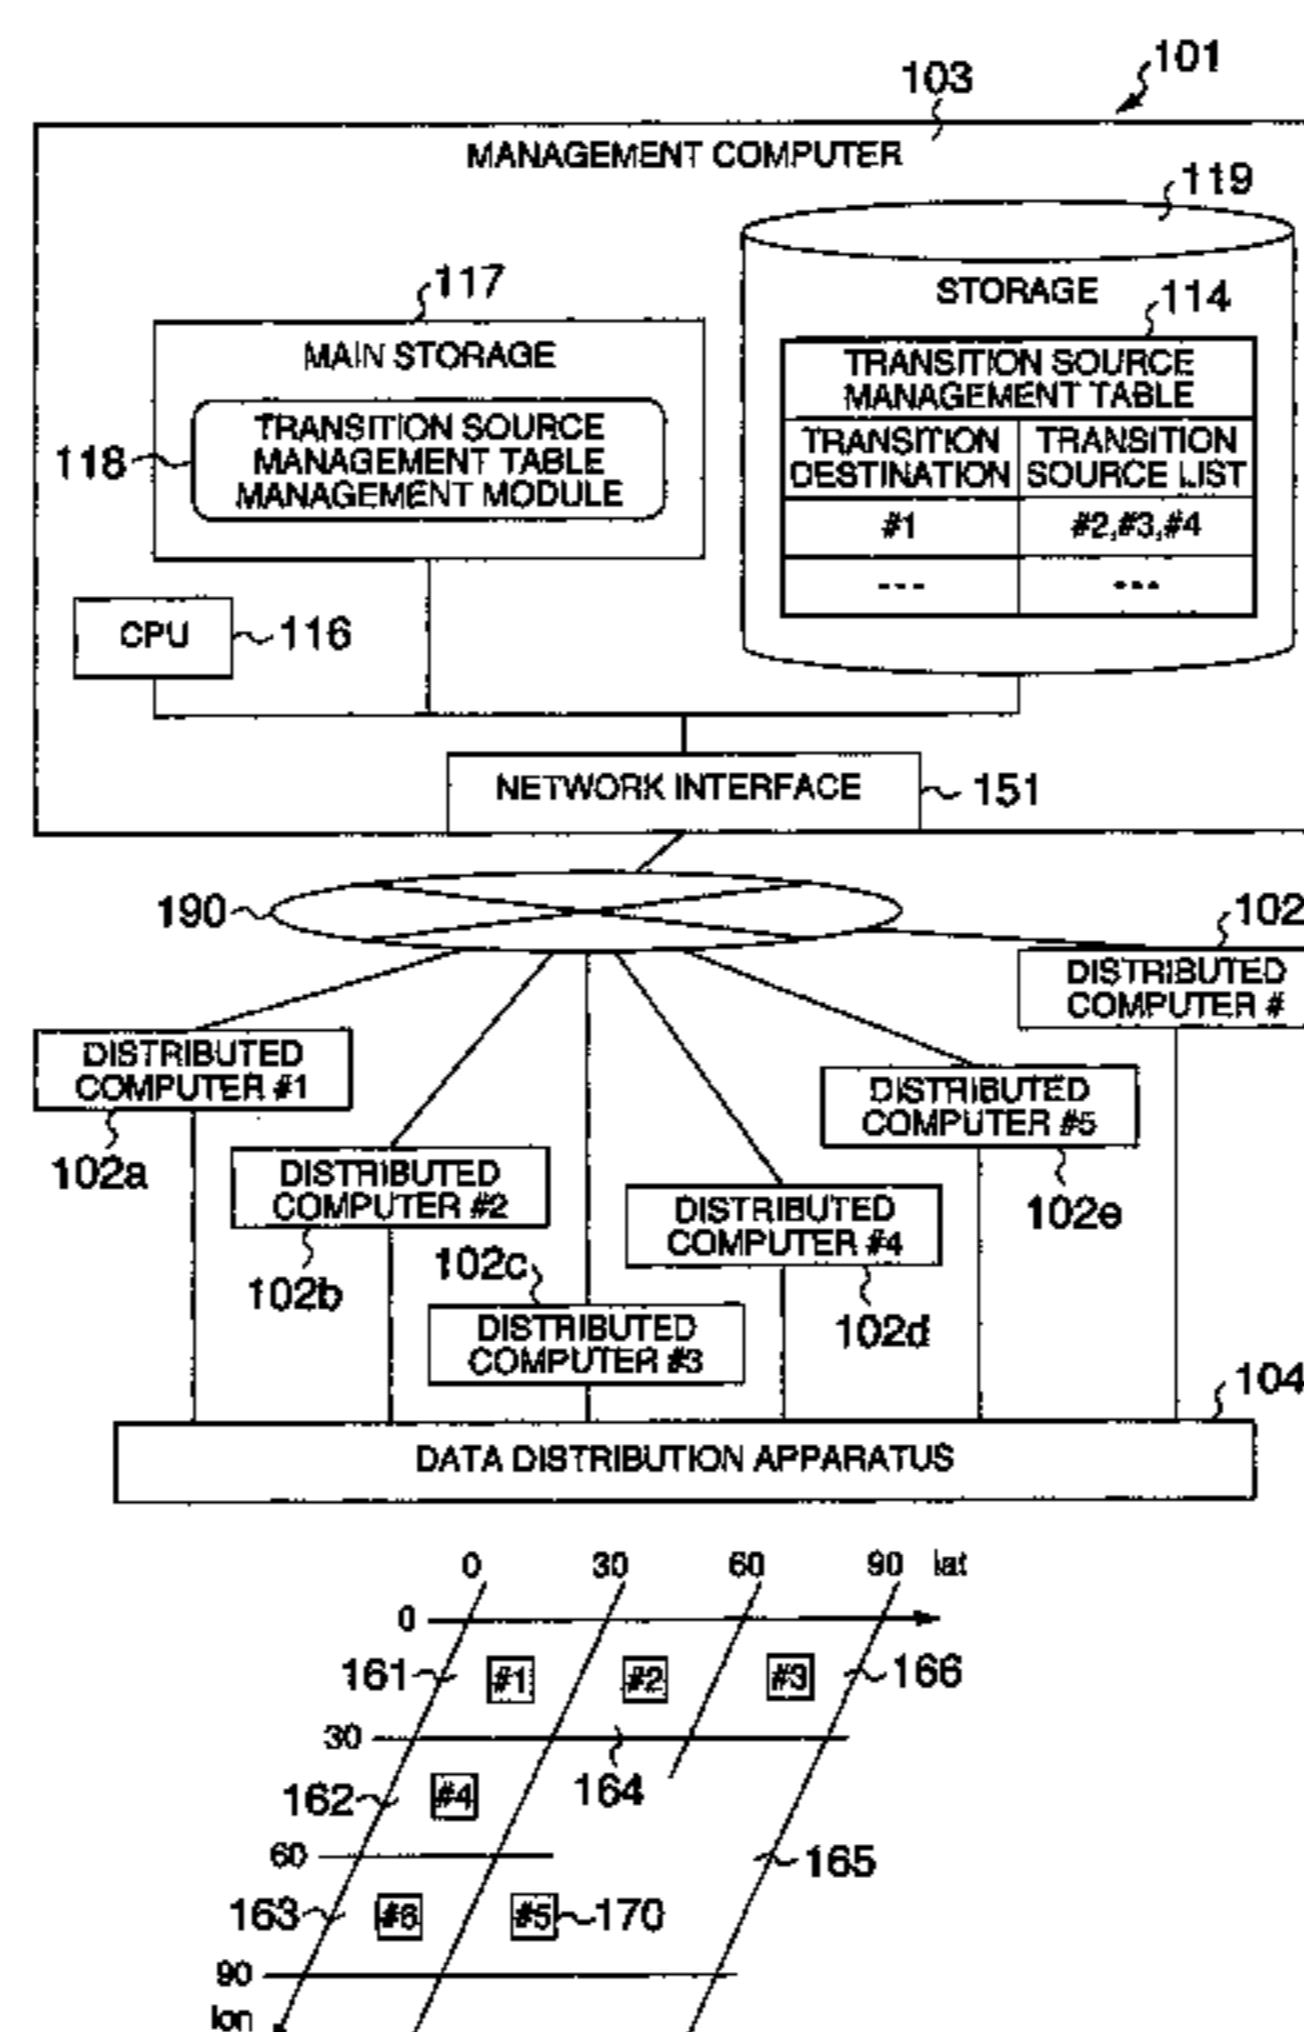 101
103
MANAGEMENT COMPUTER
119
STORAGE
117
114
MAIN STORAGE
TRANSITION SOURCE
MANAGEMENT TABLE
TRANSITION SOURCE
MANAGEMENT TABLE
MANAGEMENT MODULE
118
TRANSITION
DESTINATION
TRANSITION
SOURCE LIST
#1
#2,#3,#4
---
---
CPU
116
NETWORK INTERFACE
151
190
102
DISTRIBUTED
COMPUTER #
DISTRIBUTED
COMPUTER #1
102a
DISTRIBUTED
COMPUTER #5
102e
DISTRIBUTED
COMPUTER #2
102b
DISTRIBUTED
COMPUTER #4
102d
102c
DISTRIBUTED
COMPUTER #3
104
DATA DISTRIBUTION APPARATUS
0 30 60 90 lat
0
161 #1 #2 #3 166
30
164
162 #4
60
165
163 #6 #5 170
90
lon